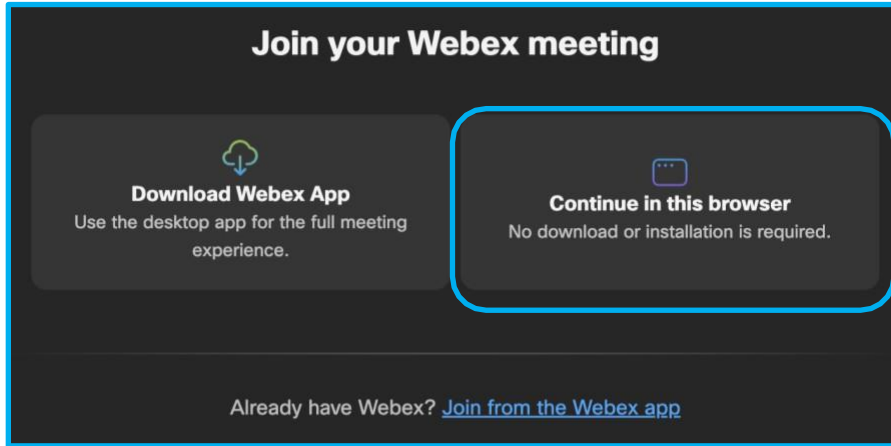 Join your Webex meeting
Download Webex App
Use the desktop app for the full meeting
experience.
Continue in this browser
No download or installation is required.
Already have Webex? Join from the Webex app